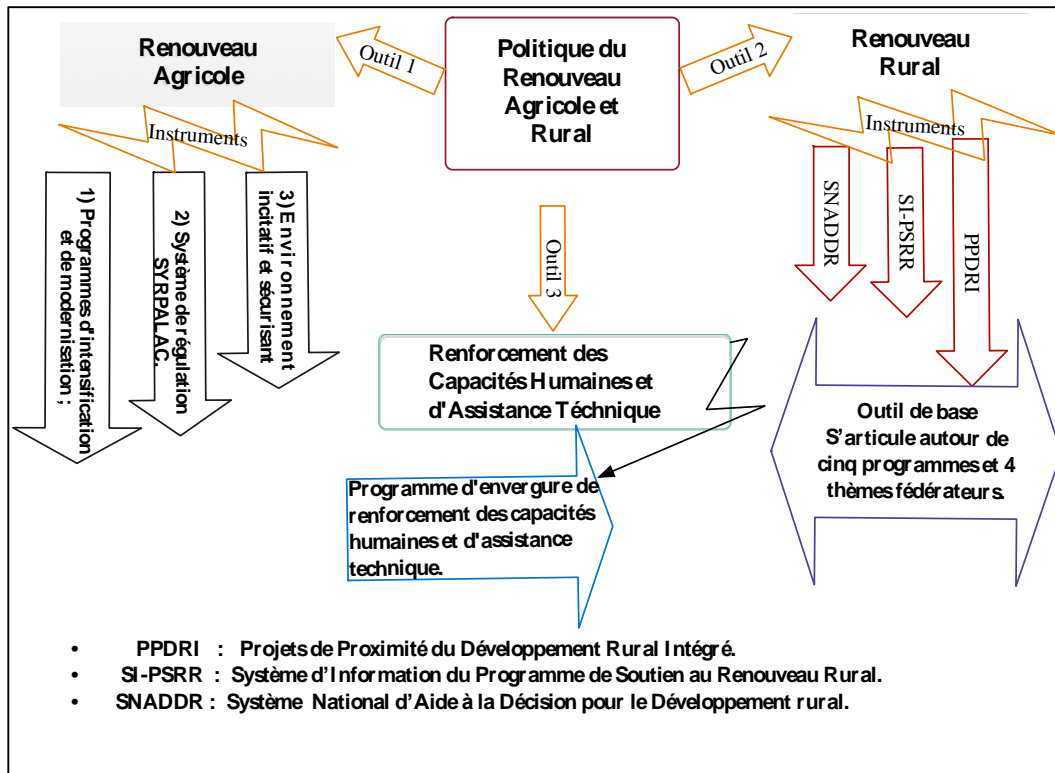 Renouveau
Agricole
Outil 1
Politique du
Renouveau
Agricole et
Rural
Outil 2
Renouveau
Rural
Instruments
Instruments
1) Programmes d'intensification
et de modernisation ;
2) Système de régulation
SYRPALAC.
3) Environnement
incitatif et sécurisant
Outil 3
SNADDR
SI-PSRR
PPDRI
Renforcement des
Capacités Humaines et
d'Assistance Téchnique
Outil de base
S'articule autour de
cinq programmes et 4
thèmes fédérateurs.
Programme d'envergure de
renforcement des capacités
humaines et d'assistance
technique.
• PPDRI : Projets de Proximité du Développement Rural Intégré.
• SI-PSRR : Système d'Information du Programme de Soutien au Renouveau Rural.
• SNADDR : Système National d'Aide à la Décision pour le Développement rural.